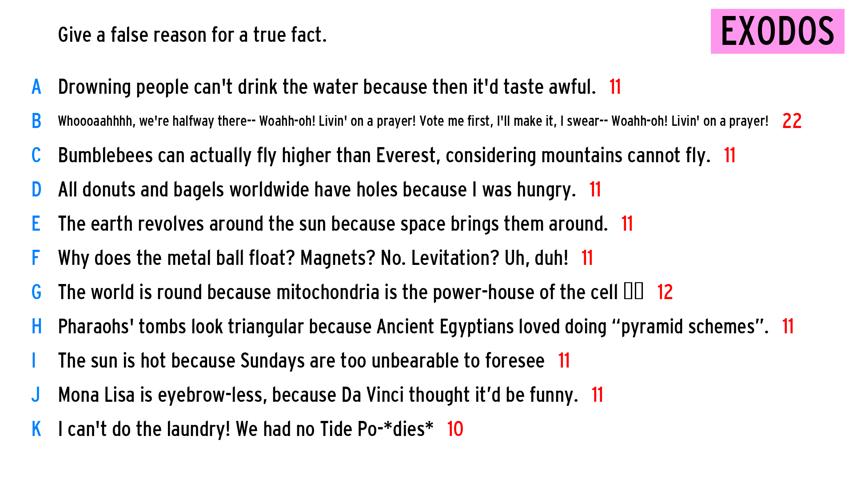 Give a false reason for a true fact.
EXODOS
A Drowning people can't drink the water because then it'd taste awful. 11
B Whooooaahhhh, we're halfway there-- Woahh-oh! Livin' on a prayer! Vote me first, I'll make it, I swear-- Woahh-oh! Livin' on a prayer! 22
C Bumblebees can actually fly higher than Everest, considering mountains cannot fly. 11
D All donuts and bagels worldwide have holes because I was hungry. 11
E The earth revolves around the sun because space brings them around. 11
F Why does the metal ball float? Magnets? No. Levitation? Uh, duh! 11
G The world is round because mitochondria is the power-house of the cell 12
H Pharaohs' tombs look triangular because Ancient Egyptians loved doing “pyramid schemes”. 11
I The sun is hot because Sundays are too unbearable to foresee 11
J Mona Lisa is eyebrow-less, because Da Vinci thought it’d be funny. 11
K I can't do the laundry! We had no Tide Po-*dies* 10